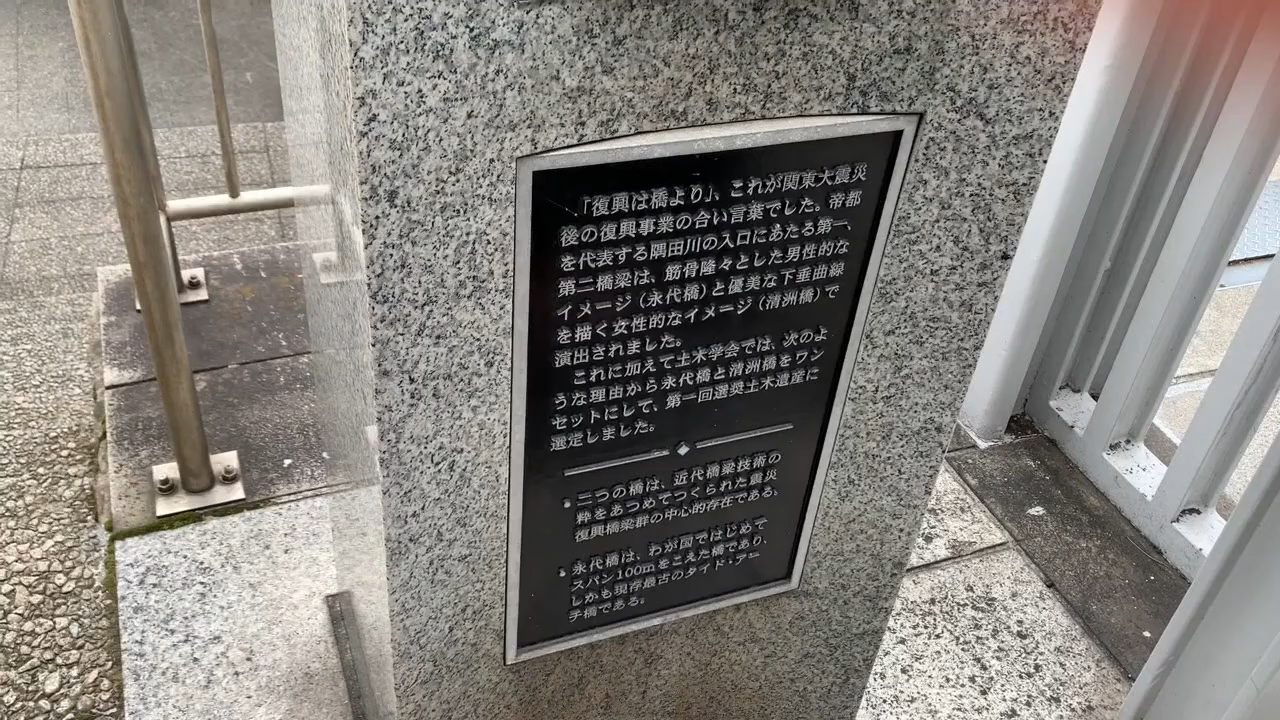 「復興は橋より」、これが関東大震災
後の復興事業の合い言葉でした。帝都
を代表する隅田川の入口にあたる第一、
第二橋梁は、筋骨隆々とした男性的な
イメージ（永代橋）と優美な下垂曲線
を描く女性的なイメージ（清洲橋）で
演出されました。
これに加えて土木学会では、次のよ
うな理由から永代橋と清洲橋をワン
セットにして、第一回選奨土木遺産に
選定しました。
●二つの橋は、近代橋梁技術の
粋をあつめてつくられた震災
復興橋梁群の中心的存在である。
●永代橋は、わが国ではじめて
スパン100mをこえた橋であり、
しかも現存最古のタイド・アー
チ橋である。